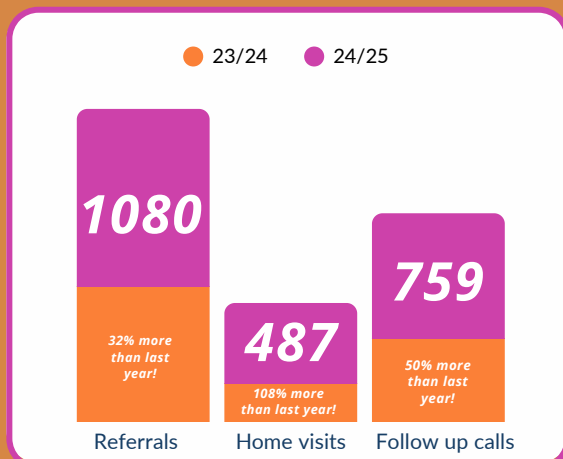 23/24
24/25
1080
32% more
than last
year!
487
108% more
than last year!
759
50% more
than last
year!
Referrals
Home visits
Follow up calls